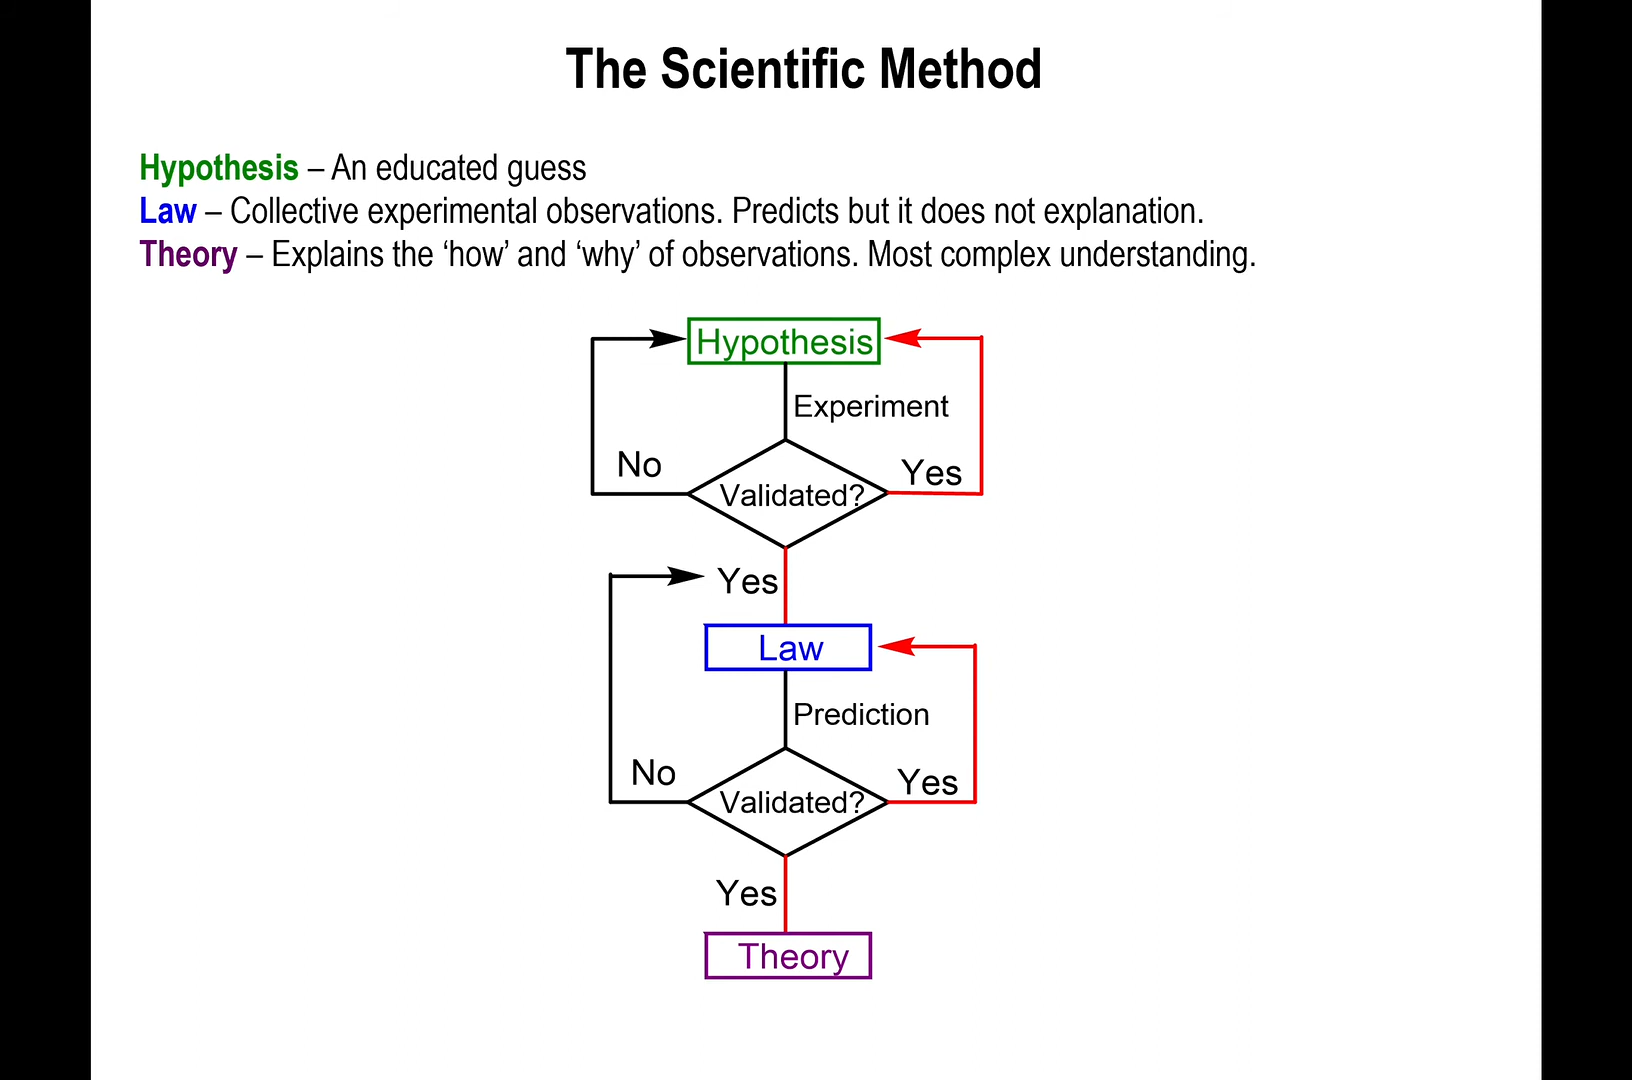 The Scientific Method
Hypothesis – An educated guess
Law – Collective experimental observations. Predicts but it does not explanation.
Theory – Explains the ‘how’ and ‘why’ of observations. Most complex understanding.
Hypothesis
Experiment
No
Yes
Validated?
Yes
Law
Prediction
No
Yes
Validated?
Yes
Theory